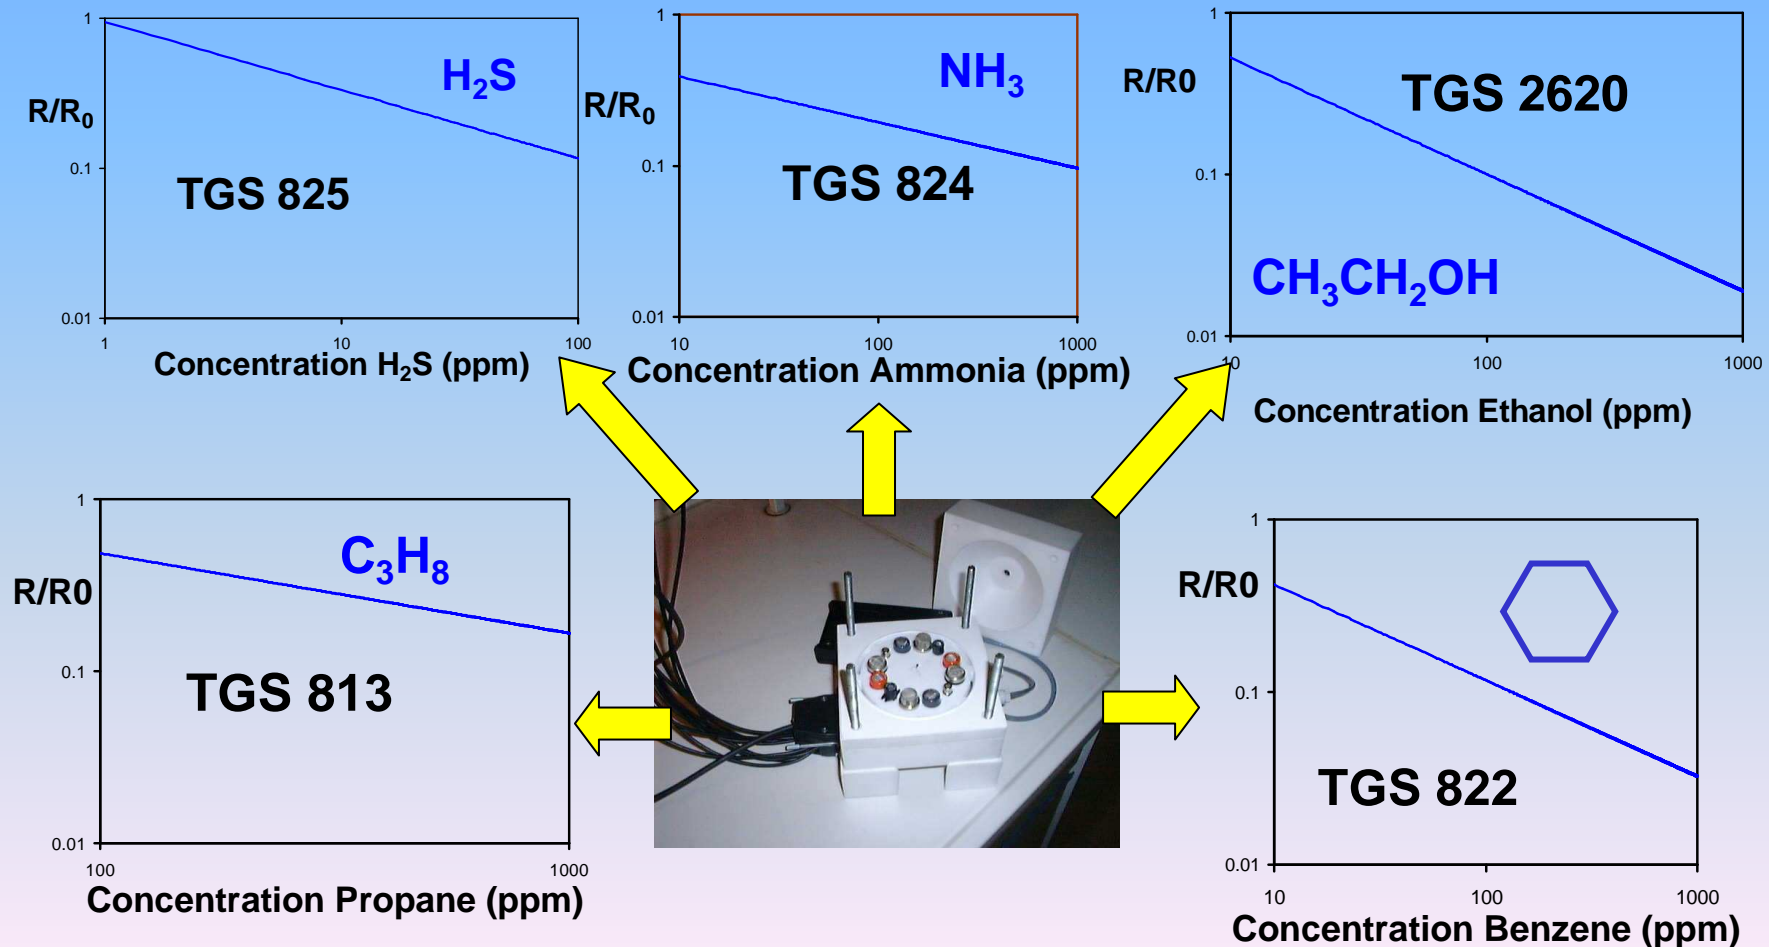 1
H₂S
R/R₀
0.1
TGS 825
0.01
1
10
100
Concentration H₂S (ppm)
1
NH₃
R/R₀
0.1
TGS 824
0.01
10
100
1000
Concentration Ammonia (ppm)
1
R/R0
TGS 2620
0.1
CH₃CH₂OH
0.01
10
100
1000
Concentration Ethanol (ppm)
1
C₃H₈
R/R0
0.1
TGS 813
0.01
100
1000
Concentration Propane (ppm)
1
R/R0
0.1
TGS 822
0.01
10
100
1000
Concentration Benzene (ppm)